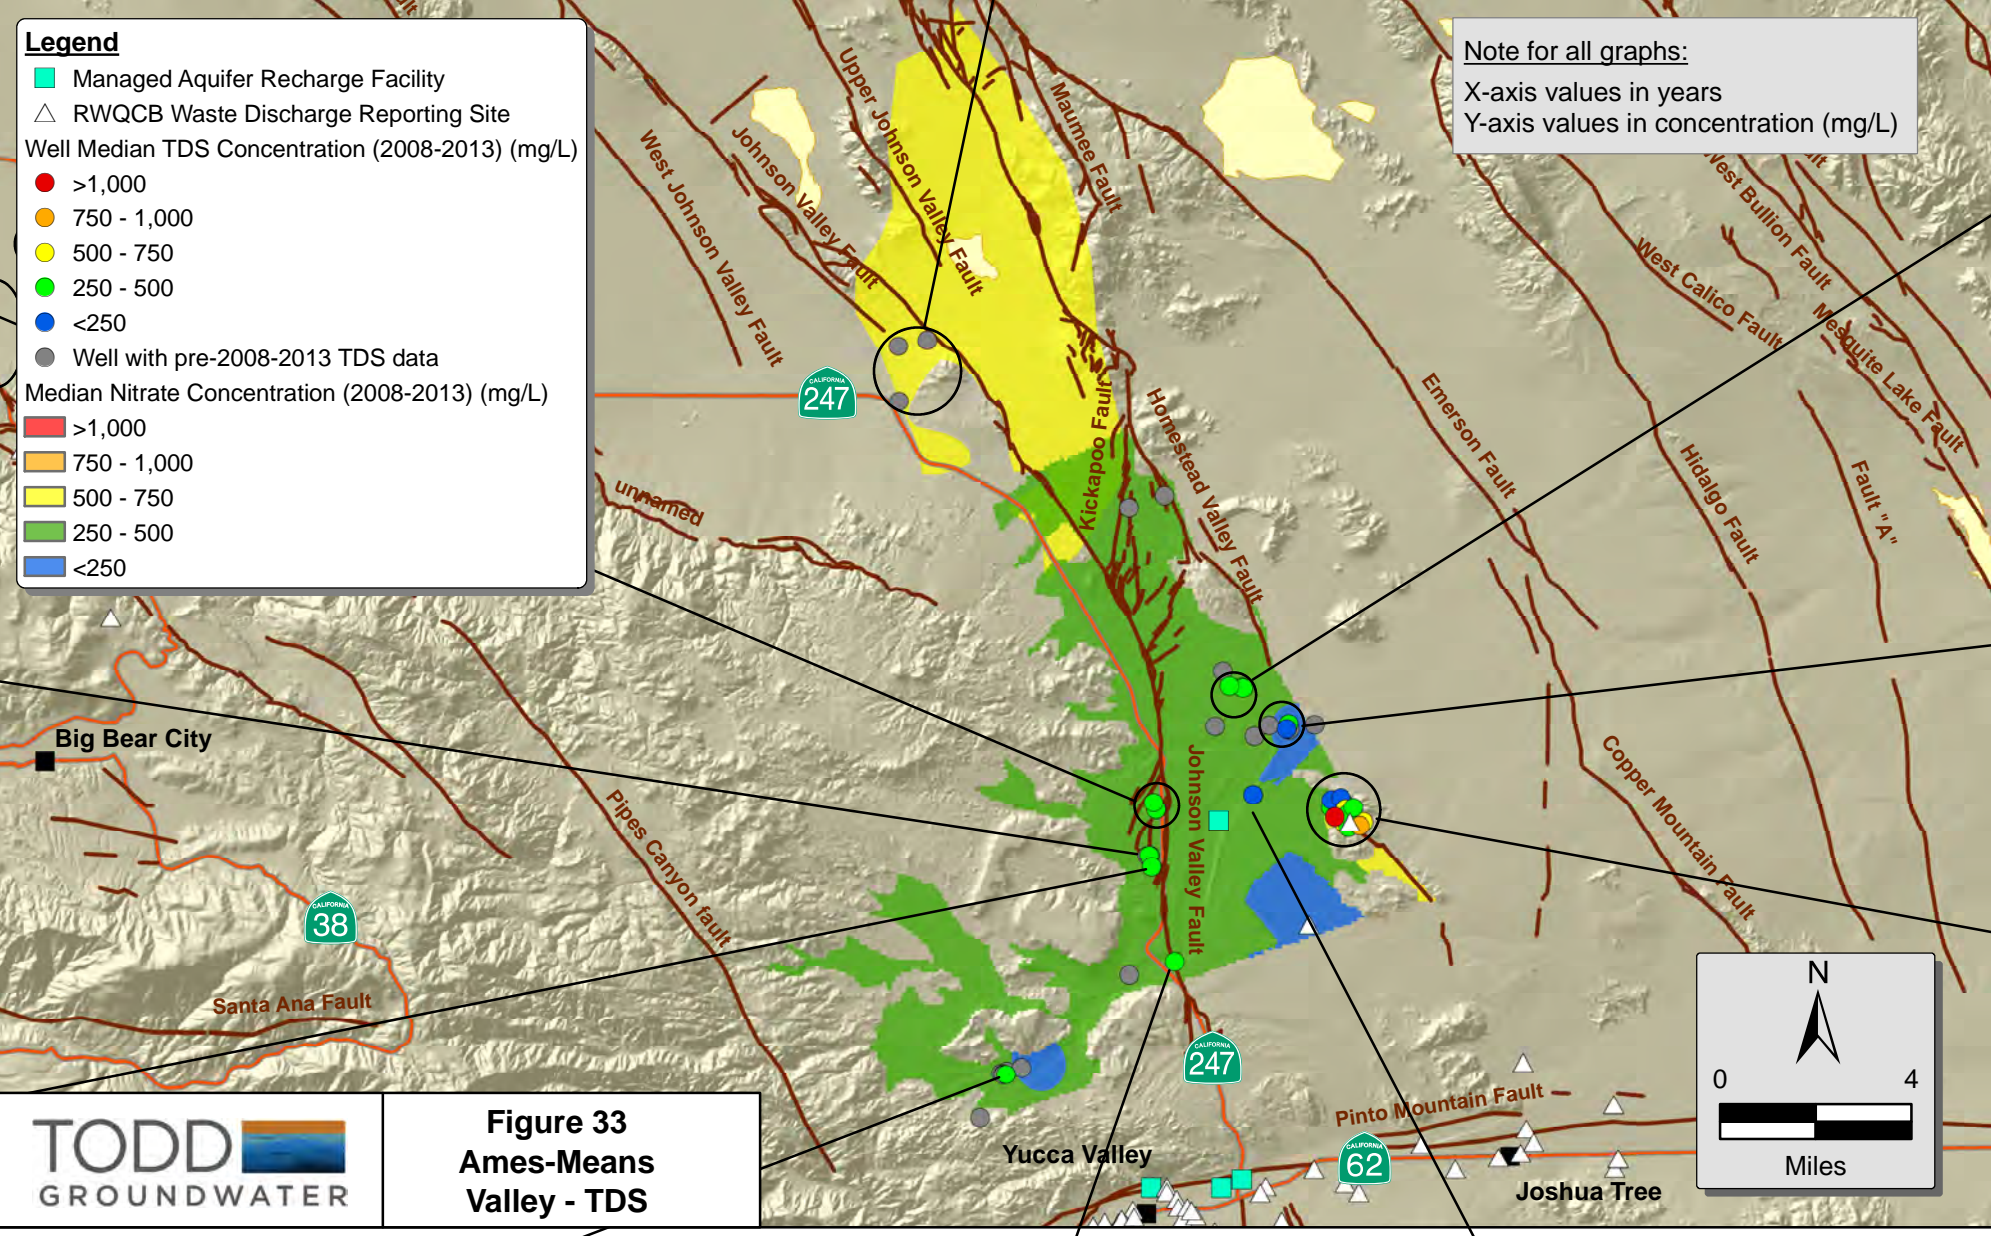 Legend
Managed Aquifer Recharge Facility
RWQCB Waste Discharge Reporting Site
Well Median TDS Concentration (2008-2013) (mg/L)
>1,000
750 - 1,000
500 - 750
250 - 500
<250
Well with pre-2008-2013 TDS data
Median Nitrate Concentration (2008-2013) (mg/L)
>1,000
750 - 1,000
500 - 750
250 - 500
<250
Note for all graphs:
X-axis values in years
Y-axis values in concentration (mg/L)
Upper Johnson Valley Fault
Maumee Fault
Johnson Valley Fault
West Johnson Valley Fault
West Bullion Fault
West Calico Fault
Mesquite Lake Fault
CALIFORNIA
247
Kickapoo Fault
Homestead Valley Fault
Emerson Fault
Hidalgo Fault
Fault "A"
unnamed
Big Bear City
Pipes Canyon fault
Johnson Valley Fault
Copper Mountain Fault
CALIFORNIA
38
Santa Ana Fault
CALIFORNIA
247
Pinto Mountain Fault
Yucca Valley
CALIFORNIA
62
Joshua Tree
N
0 4
Miles
TODD
GROUNDWATER
Figure 33
Ames-Means
Valley - TDS